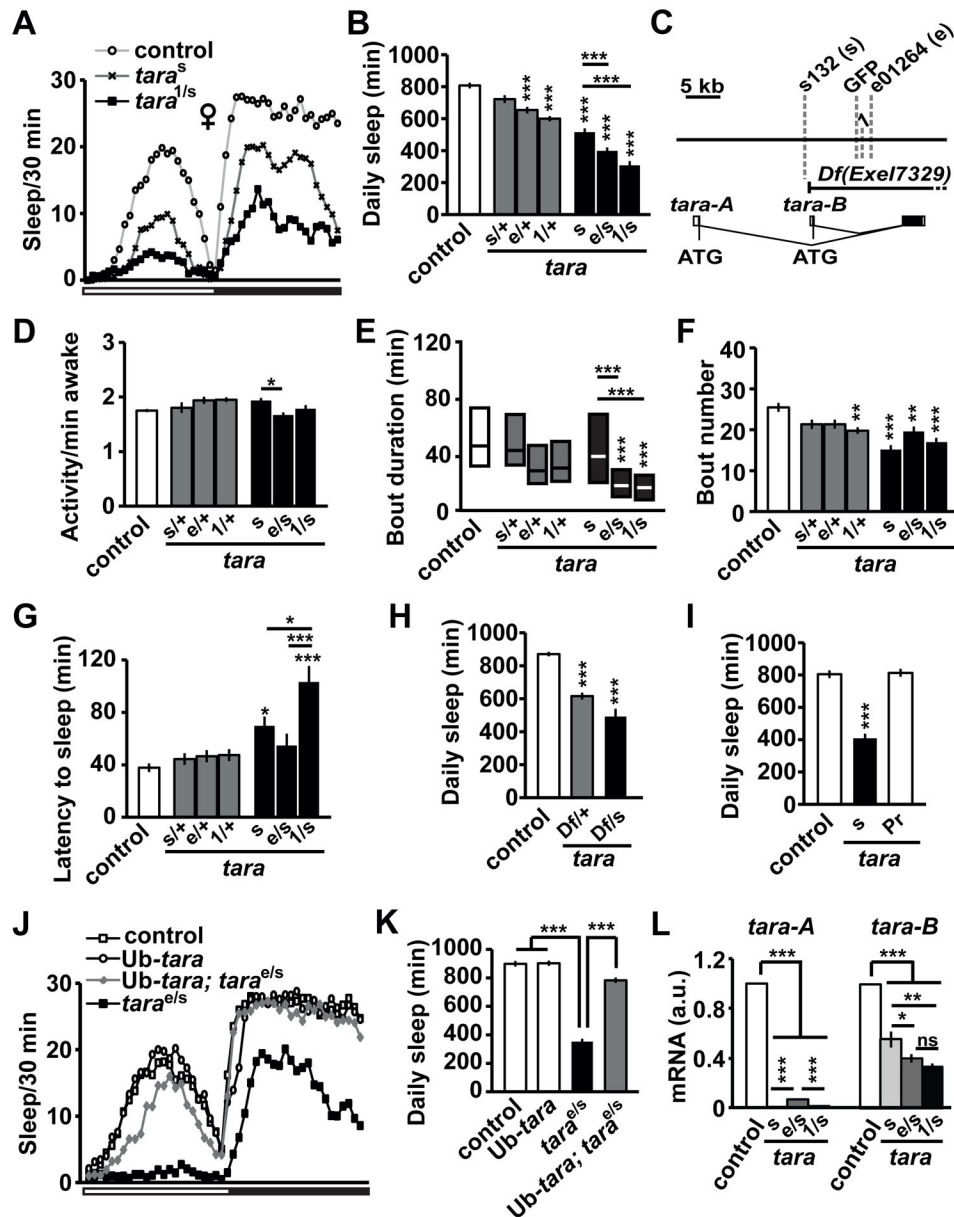 A
control
tara^s
tara^1/s
♀
Sleep/30 min
30
20
10
0
B
Daily sleep (min)
1000
800
600
400
200
0
***
***
***
***
***
***
***
control
s/+
e/+
1/+
s
e/s
1/s
tara
C
5 kb
s132 (s)
GFP
e01264 (e)
Df(Exel7329)
tara-A
tara-B
ATG
ATG
D
Activity/min awake
3
2
1
0
*
control
s/+
e/+
1/+
s
e/s
1/s
tara
E
Bout duration (min)
120
80
40
0
***
***
***
***
control
s/+
e/+
1/+
s
e/s
1/s
tara
F
Bout number
40
30
20
10
0
**
***
**
***
control
s/+
e/+
1/+
s
e/s
1/s
tara
G
Latency to sleep (min)
120
80
40
0
*
***
***
*
control
s/+
e/+
1/+
s
e/s
1/s
tara
H
Daily sleep (min)
1000
800
600
400
200
0
***
***
control
Df/+
Df/s
tara
I
Daily sleep (min)
1000
800
600
400
200
0
***
control
s
Pr
tara
J
control
Ub-tara
Ub-tara; tara^e/s
tara^e/s
Sleep/30 min
30
20
10
0
K
Daily sleep (min)
1000
800
600
400
200
0
***
***
control
Ub-tara
tara^e/s
Ub-tara; tara^e/s
L
tara-A
tara-B
mRNA (a.u.)
1.2
0.8
0.4
0
***
***
***
***
**
*
ns
control
s
e/s
1/s
tara
control
s
e/s
1/s
tara